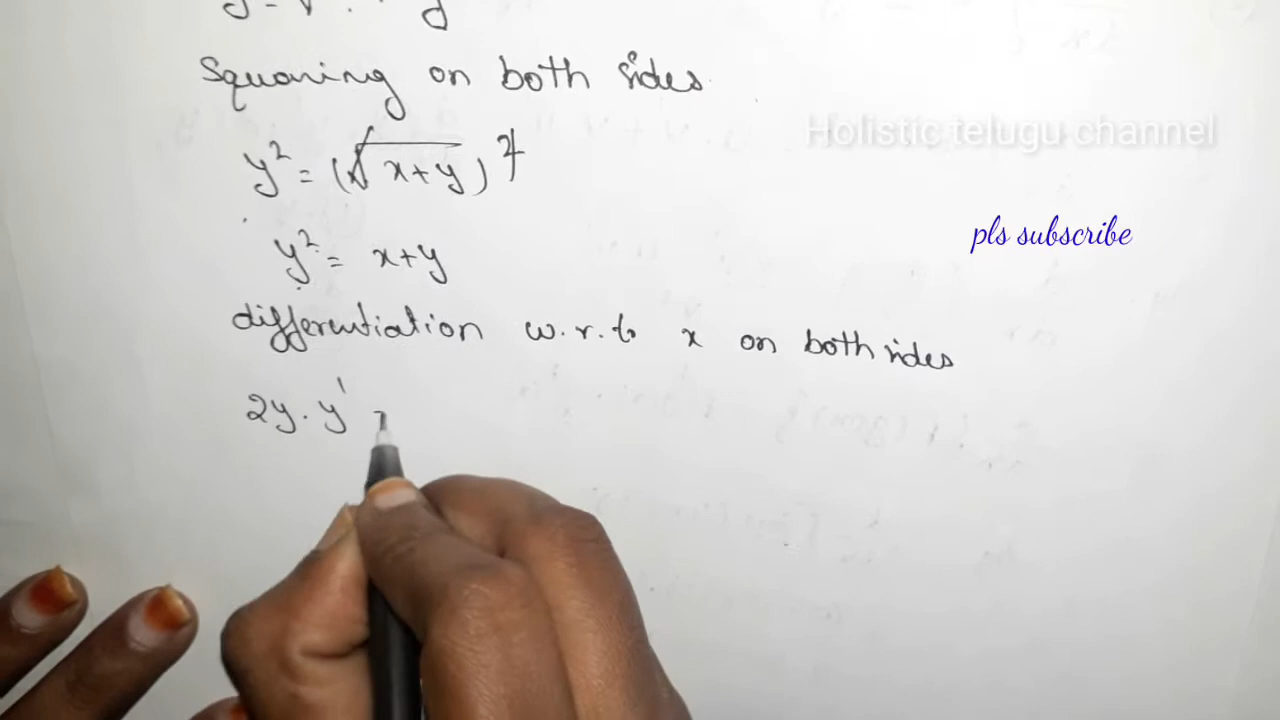 Squaring on both sides
Holistic telugu channel
y² = (√x+y)²
pls subscribe
y² = x+y
differentiation w.r.to x on both sides
2y. y' =